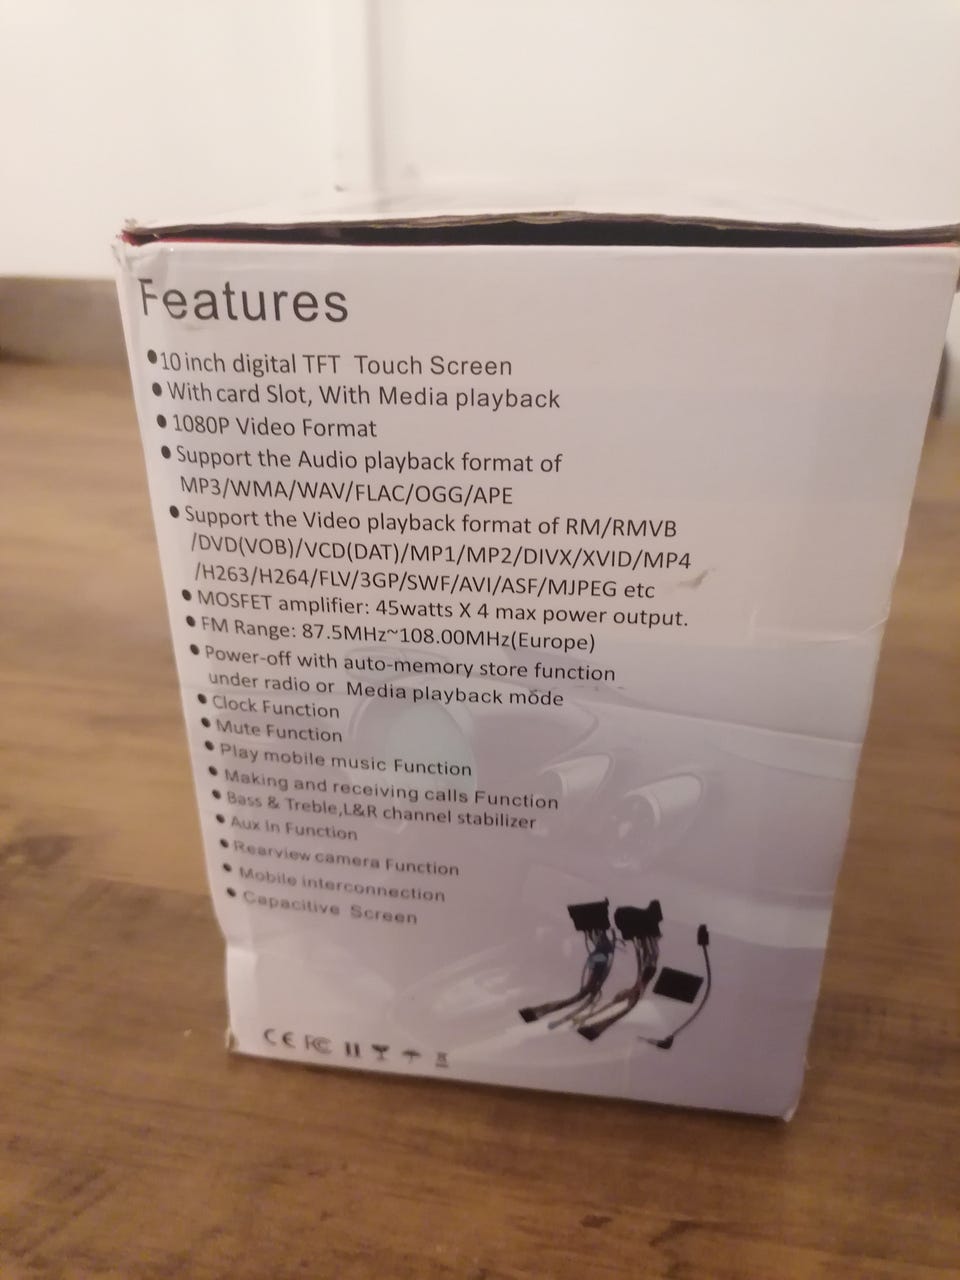 Features
●10 inch digital TFT Touch Screen
●With card Slot, With Media playback
●1080P Video Format
●Support the Audio playback format of
MP3/WMA/WAV/FLAC/OGG/APE
●Support the Video playback format of RM/RMVB
/DVD(VOB)/VCD(DAT)/MP1/MP2/DIVX/XVID/MP4
/H263/H264/FLV/3GP/SWF/AVI/ASF/MJPEG etc
●MOSFET amplifier: 45watts X 4 max power output.
●FM Range: 87.5MHz~108.00MHz(Europe)
●Power-off with auto-memory store function
under radio or Media playback mode
●Clock Function
●Mute Function
●Play mobile music Function
●Making and receiving calls Function
●Bass & Treble,L&R channel stabilizer
●Aux In Function
●Rearview camera Function
●Mobile interconnection
●Capacitive Screen
CE FC